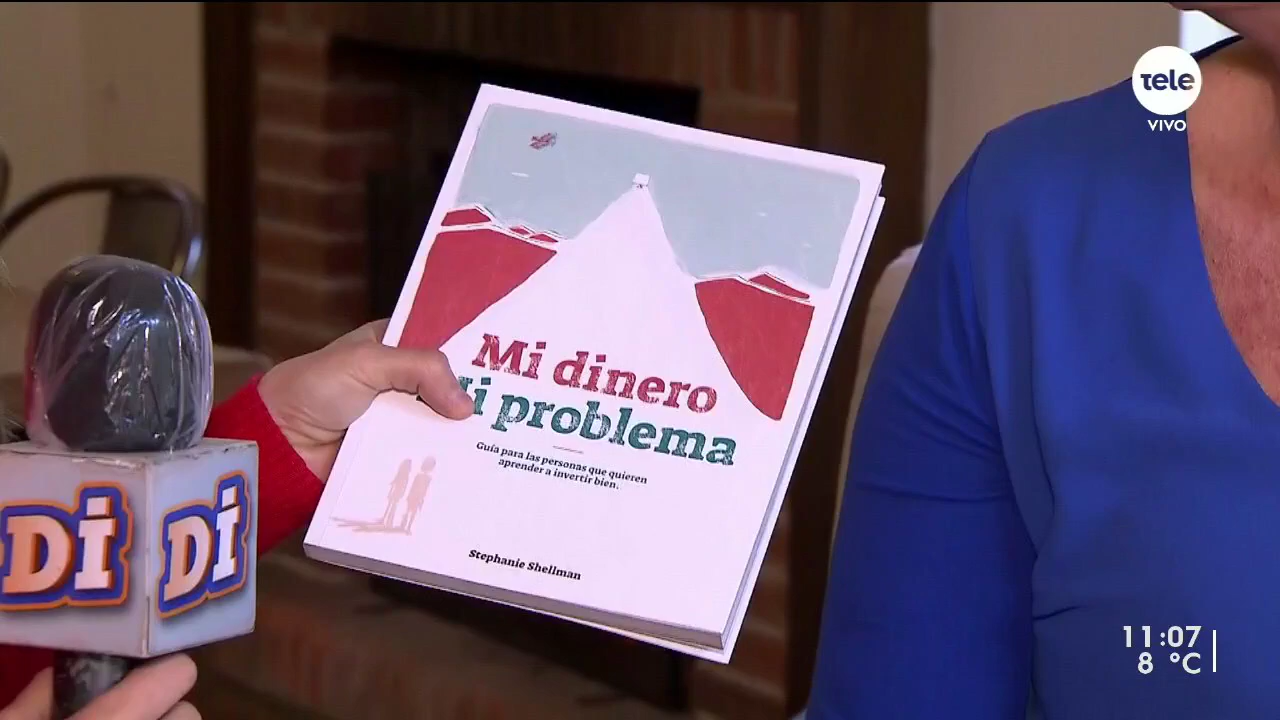 tele
VIVO
Mi dinero
Mi problema
Guía para las personas que quieren
aprender a invertir bien.
Stephanie Shellman
Dİ
Dİ
11:07
8 °C